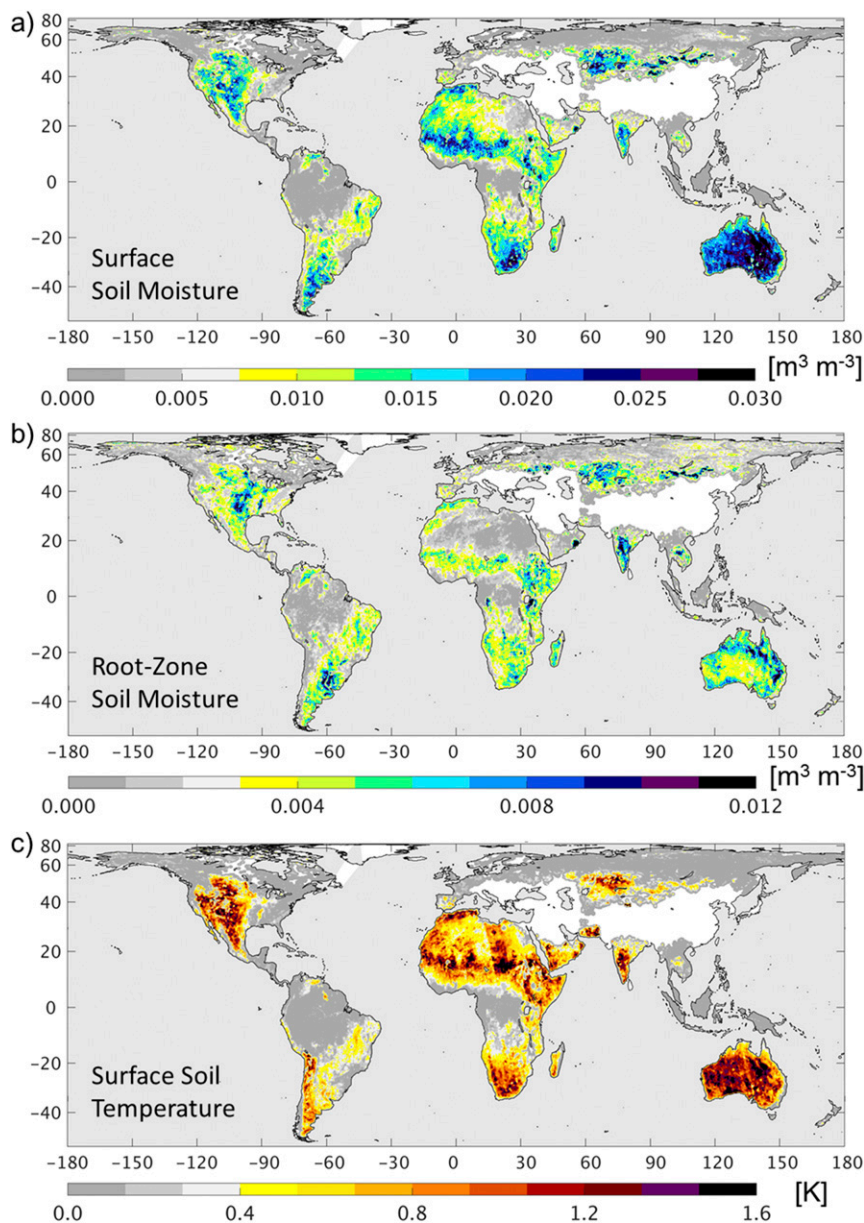 a)
80
60
40
20
0
−20
−40
Surface
Soil Moisture
−180 −150 −120 −90 −60 −30 0 30 60 90 120 150 180
[m³ m⁻³]
0.000 0.005 0.010 0.015 0.020 0.025 0.030
b)
80
60
40
20
0
−20
−40
Root-Zone
Soil Moisture
−180 −150 −120 −90 −60 −30 0 30 60 90 120 150 180
[m³ m⁻³]
0.000 0.004 0.008 0.012
c)
80
60
40
20
0
−20
−40
Surface Soil
Temperature
−180 −150 −120 −90 −60 −30 0 30 60 90 120 150 180
[K]
0.0 0.4 0.8 1.2 1.6